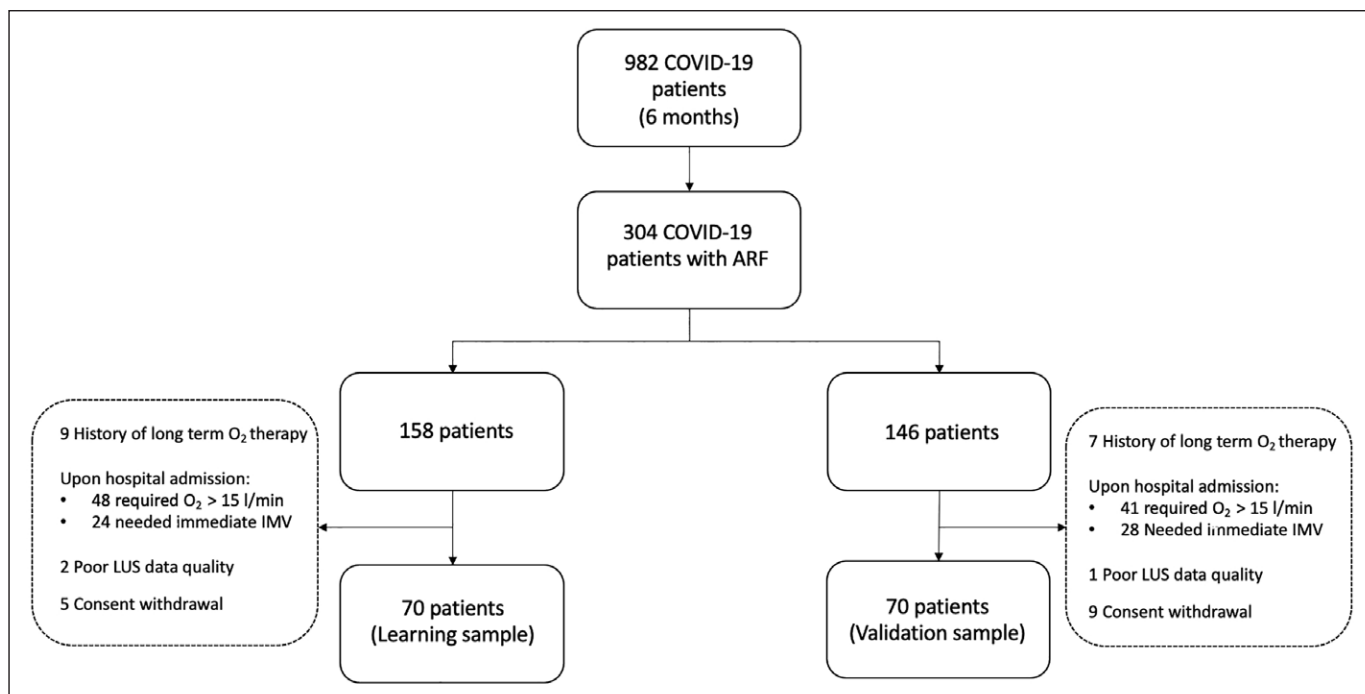 982 COVID-19
patients
(6 months)
304 COVID-19
patients with ARF
158 patients
146 patients
9 History of long term O₂ therapy
Upon hospital admission:
• 48 required O₂ > 15 l/min
• 24 needed immediate IMV
2 Poor LUS data quality
5 Consent withdrawal
7 History of long term O₂ therapy
Upon hospital admission:
• 41 required O₂ > 15 l/min
• 28 Needed immediate IMV
1 Poor LUS data quality
9 Consent withdrawal
70 patients
(Learning sample)
70 patients
(Validation sample)